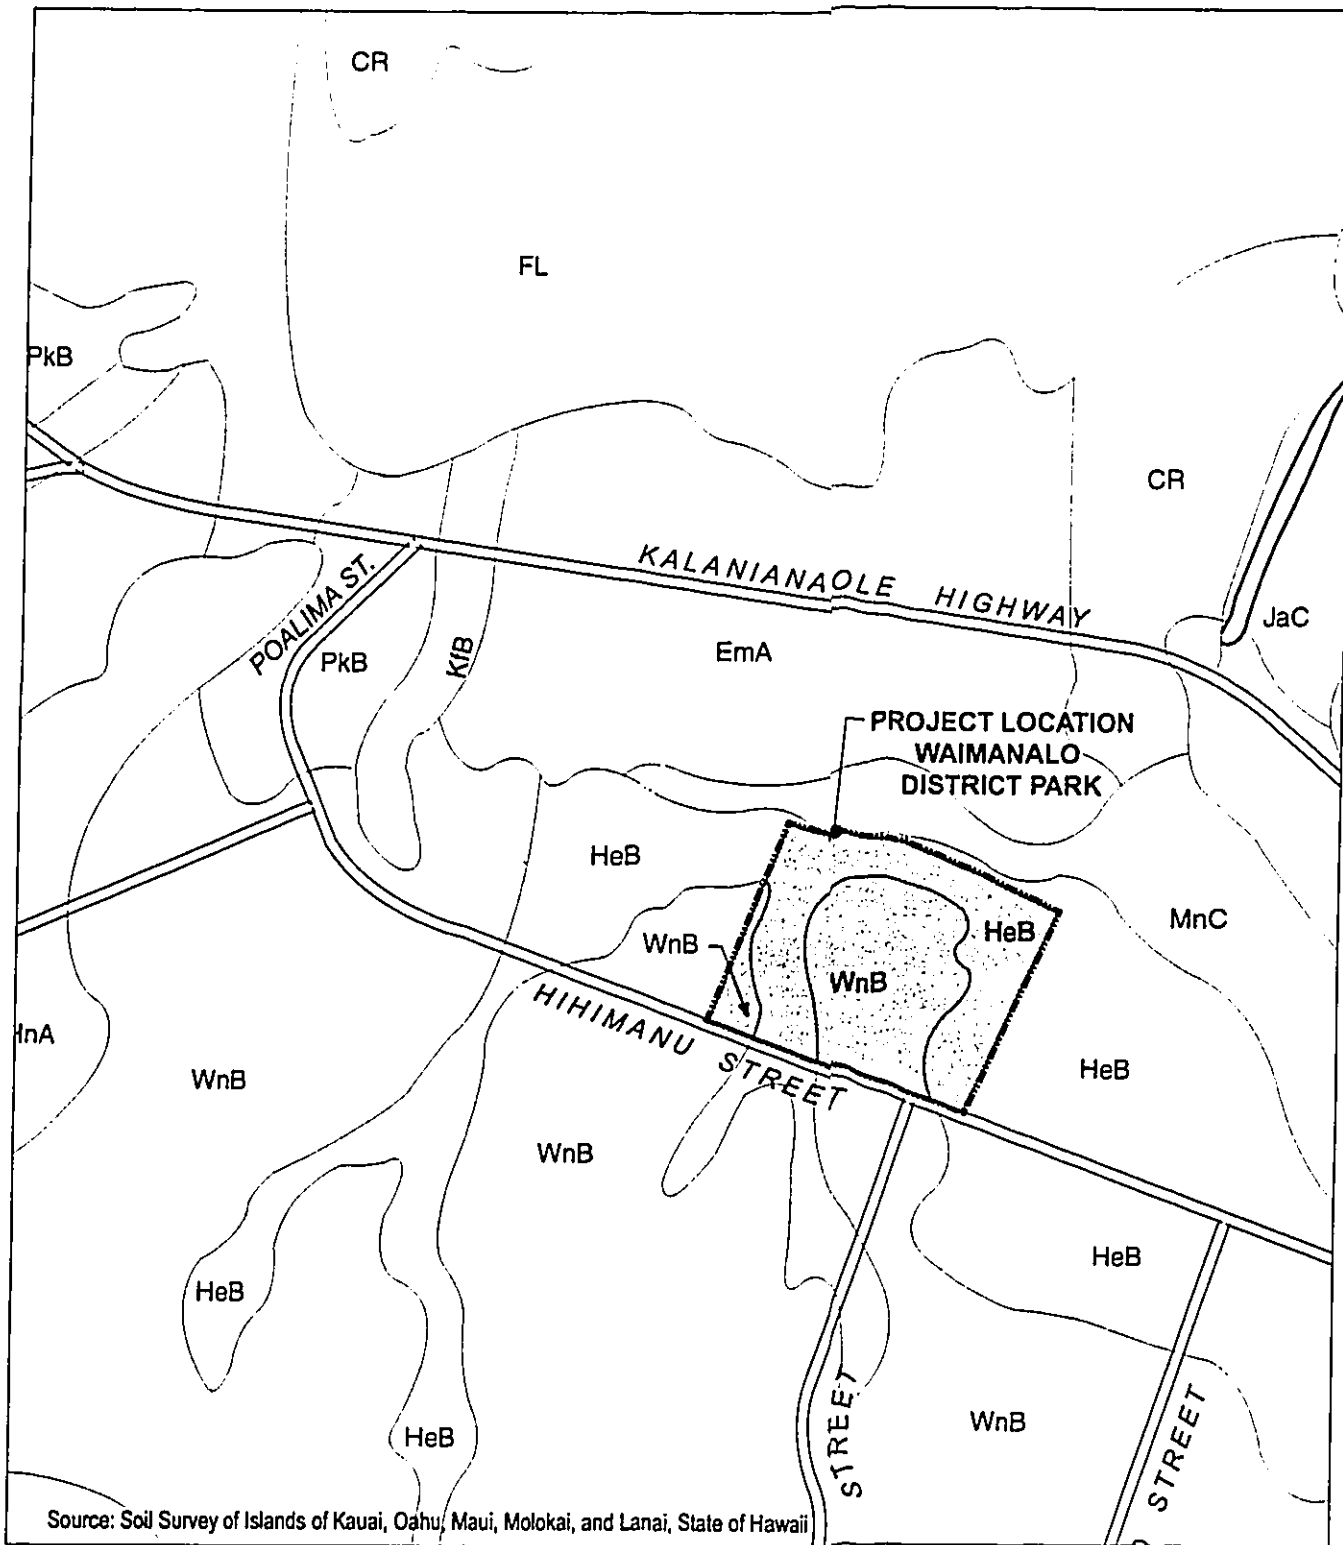 CR
FL
PkB
CR
KALANIANAOLE HIGHWAY
POALIMA ST.
JaC
PkB
KfB
EmA
PROJECT LOCATION
WAIMANALO
DISTRICT PARK
HeB
MnC
HeB
WnB
WnB
HIHIMANU STREET
HnA
WnB
HeB
WnB
HeB
HeB
STREET
WnB
STREET
HeB
Source: Soil Survey of Islands of Kauai, Oahu, Maui, Molokai, and Lanai, State of Hawaii